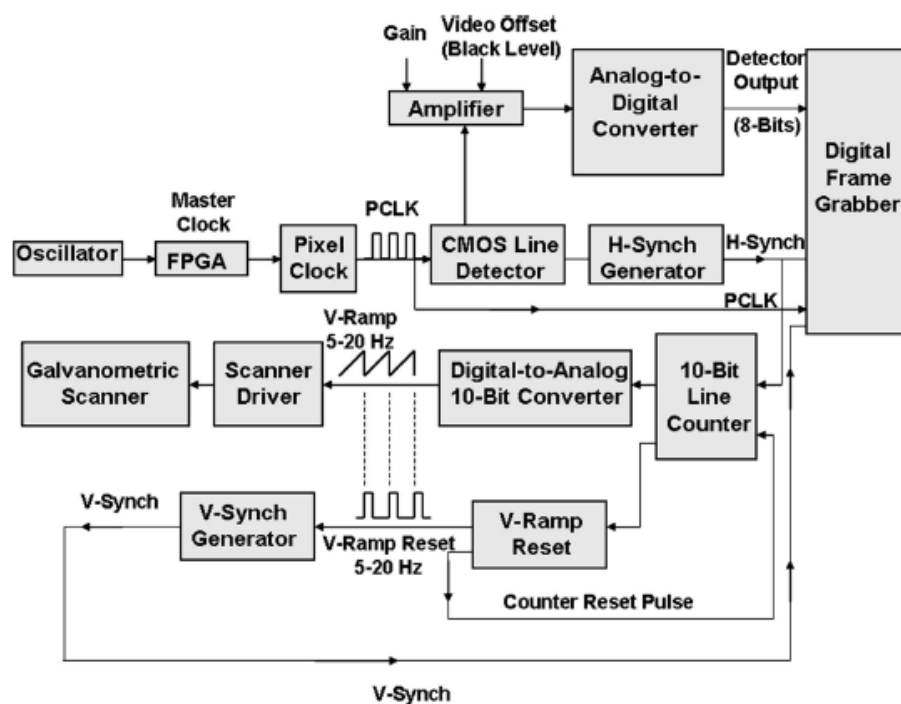 Gain
Video Offset
(Black Level)
Amplifier
Analog-to-
Digital
Converter
Detector
Output
(8-Bits)
Digital
Frame
Grabber
Oscillator
Master
Clock
FPGA
Pixel
Clock
PCLK
CMOS Line
Detector
H-Synch
Generator
H-Synch
PCLK
V-Ramp
5-20 Hz
Galvanometric
Scanner
Scanner
Driver
Digital-to-Analog
10-Bit Converter
10-Bit
Line
Counter
V-Synch
V-Synch
Generator
V-Ramp Reset
5-20 Hz
V-Ramp
Reset
Counter Reset Pulse
V-Synch